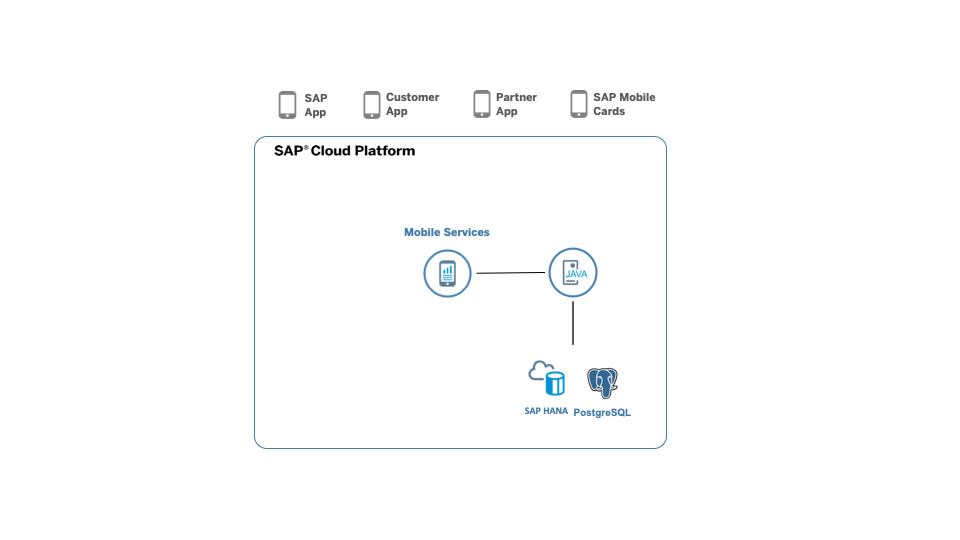 SAP
App
Customer
App
Partner
App
SAP Mobile
Cards
SAP® Cloud Platform
Mobile Services
JAVA
SAP HANA
PostgreSQL